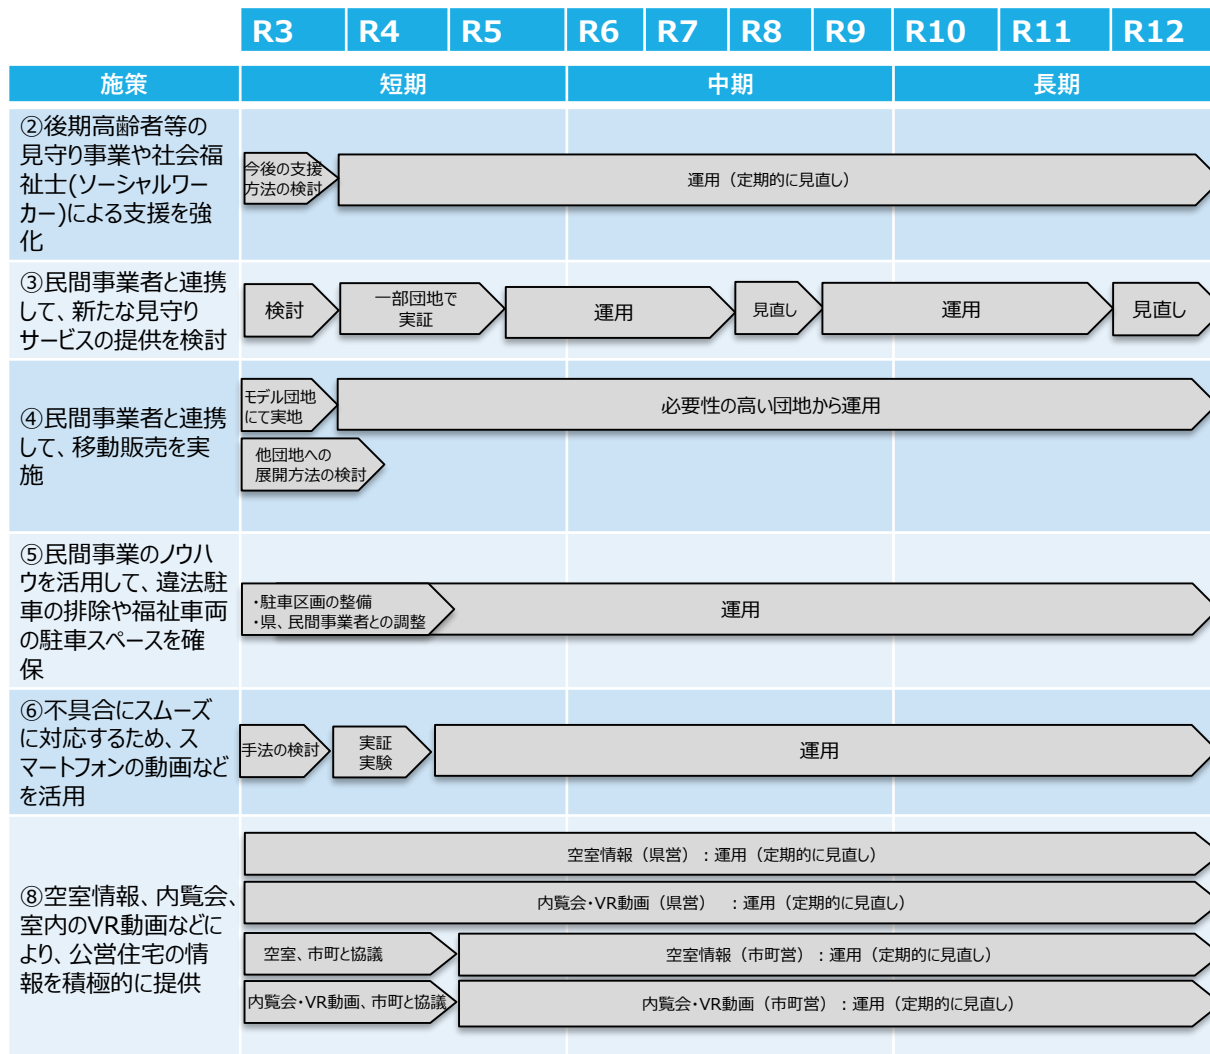 R3 R4 R5 R6 R7 R8 R9 R10 R11 R12
施策 短期 中期 長期
②後期高齢者等の
見守り事業や社会福
祉士(ソーシャルワー
カー)による支援を強
化
今後の支援
方法の検討
運用（定期的に見直し）
③民間事業者と連携
して、新たな見守り
サービスの提供を検討
検討
一部団地で
実証
運用
見直し
運用
見直し
④民間事業者と連携
して、移動販売を実
施
モデル団地
にて実地
必要性の高い団地から運用
他団地への
展開方法の検討
⑤民間事業のノウハ
ウを活用して、違法駐
車の排除や福祉車両
の駐車スペースを確
保
・駐車区画の整備
・県、民間事業者との調整
運用
⑥不具合にスムーズ
に対応するため、ス
マートフォンの動画など
を活用
手法の検討
実証
実験
運用
⑧空室情報、内覧会、
室内のVR動画などに
より、公営住宅の情
報を積極的に提供
空室情報（県営）：運用（定期的に見直し）
内覧会・VR動画（県営）　：運用（定期的に見直し）
空室、市町と協議
空室情報（市町営）：運用（定期的に見直し）
内覧会・VR動画、市町と協議
内覧会・VR動画（市町営）：運用（定期的に見直し）